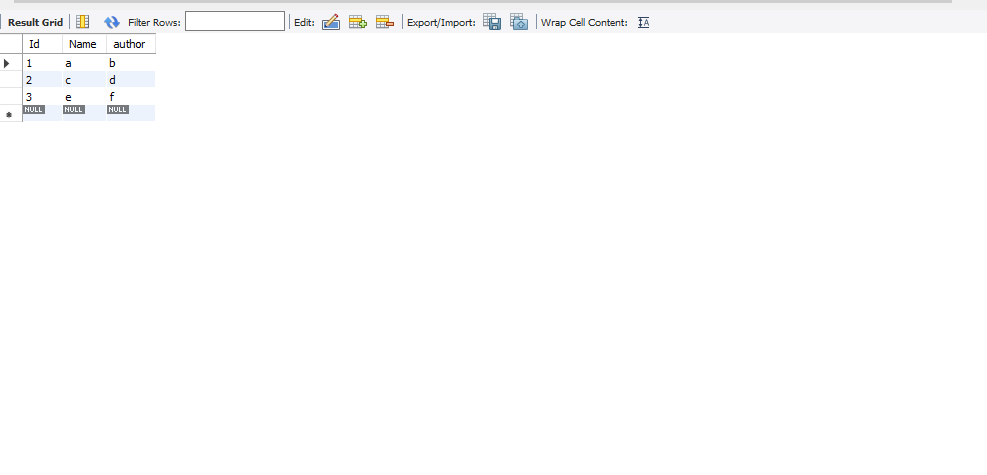 Result Grid Filter Rows: Edit: Export/Import: Wrap Cell Content: A
Id Name author
1 a b
2 c d
3 e f
NULL NULL NULL